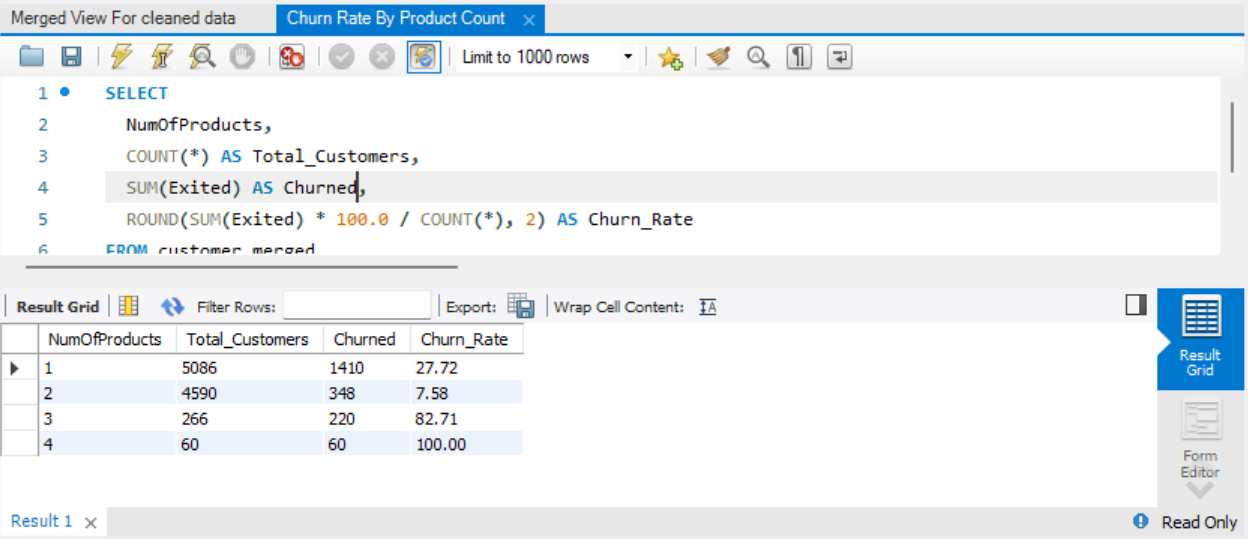 Merged View For cleaned data Churn Rate By Product Count
Limit to 1000 rows
1 SELECT
2 NumOfProducts,
3 COUNT(*) AS Total_Customers,
4 SUM(Exited) AS Churned,
5 ROUND(SUM(Exited) * 100.0 / COUNT(*), 2) AS Churn_Rate
6 FROM customer_merged
Result Grid Filter Rows: Export: Wrap Cell Content: IA
NumOfProducts Total_Customers Churned Churn_Rate
1 5086 1410 27.72
2 4590 348 7.58
3 266 220 82.71
4 60 60 100.00
Result
Grid
Form
Editor
Result 1 Read Only